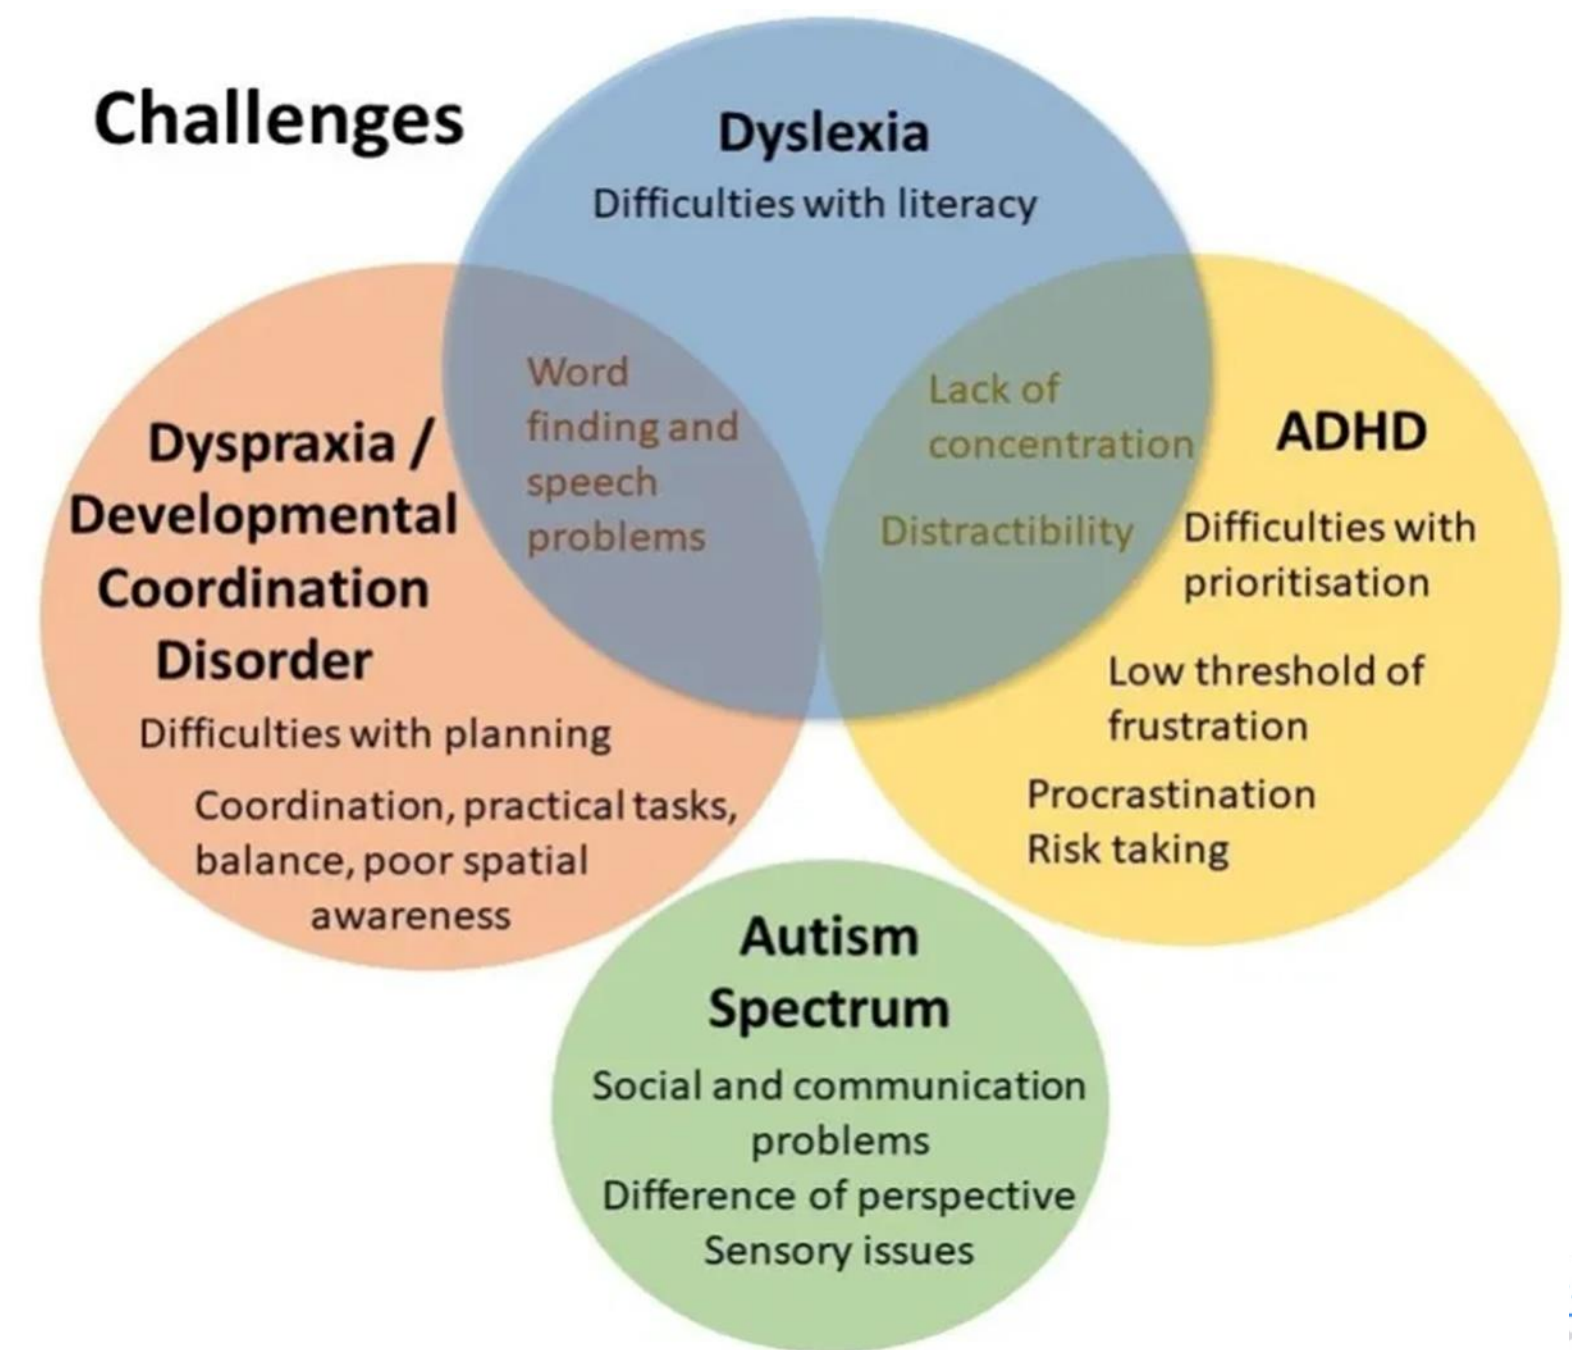 Challenges
Dyslexia
Difficulties with literacy
Word
finding and
speech
problems
Lack of
concentration
Distractibility
Dyspraxia /
Developmental
Coordination
Disorder
Difficulties with planning
Coordination, practical tasks,
balance, poor spatial
awareness
ADHD
Difficulties with
prioritisation
Low threshold of
frustration
Procrastination
Risk taking
Autism
Spectrum
Social and communication
problems
Difference of perspective
Sensory issues